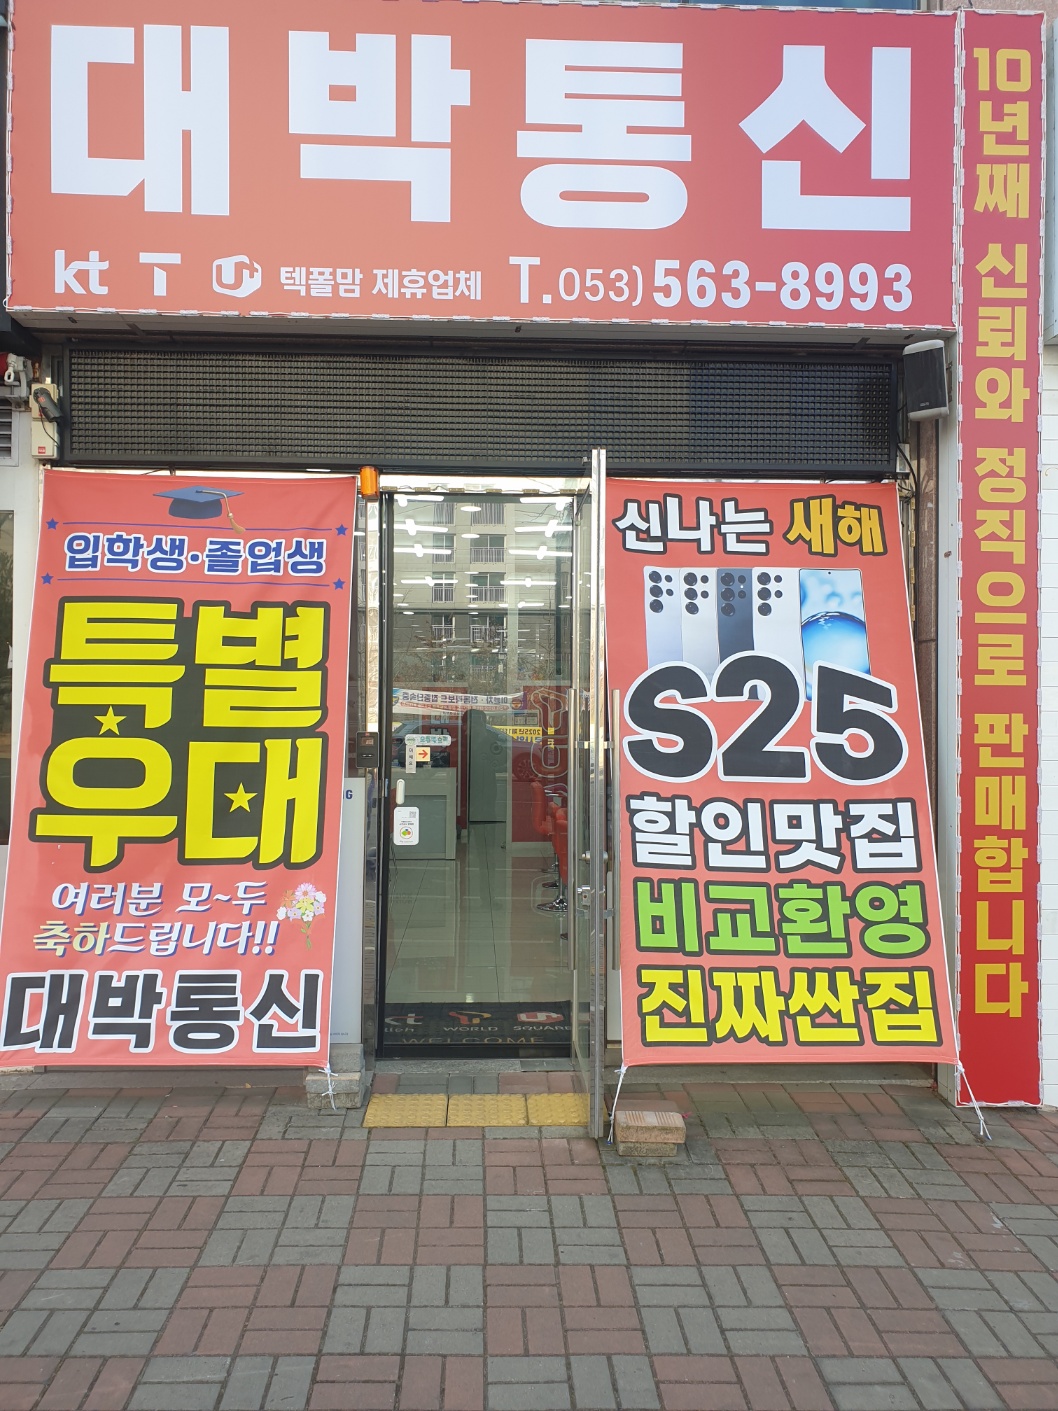 대박통신
kt T U+ 텍폴맘 제휴업체 T.053)563-8993
10년째 신뢰와 정직으로 판매합니다
입학생·졸업생
특별
우대
여러분 모~두
축하드립니다!!
대박통신
신나는 새해
S25
할인맛집
비교환영
진짜싼집
WORLD SQUARE
WELCOME